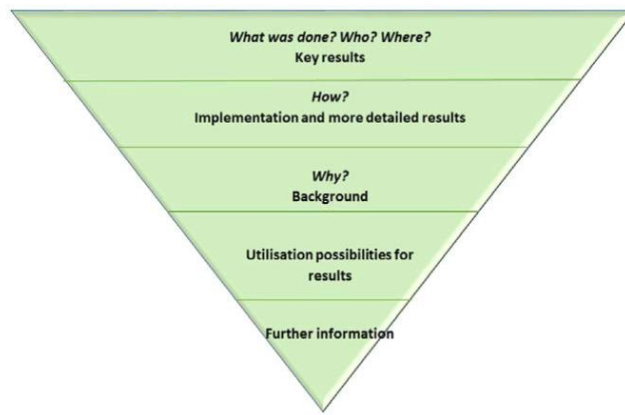 What was done? Who? Where?
Key results
How?
Implementation and more detailed results
Why?
Background
Utilisation possibilities for
results
Further information